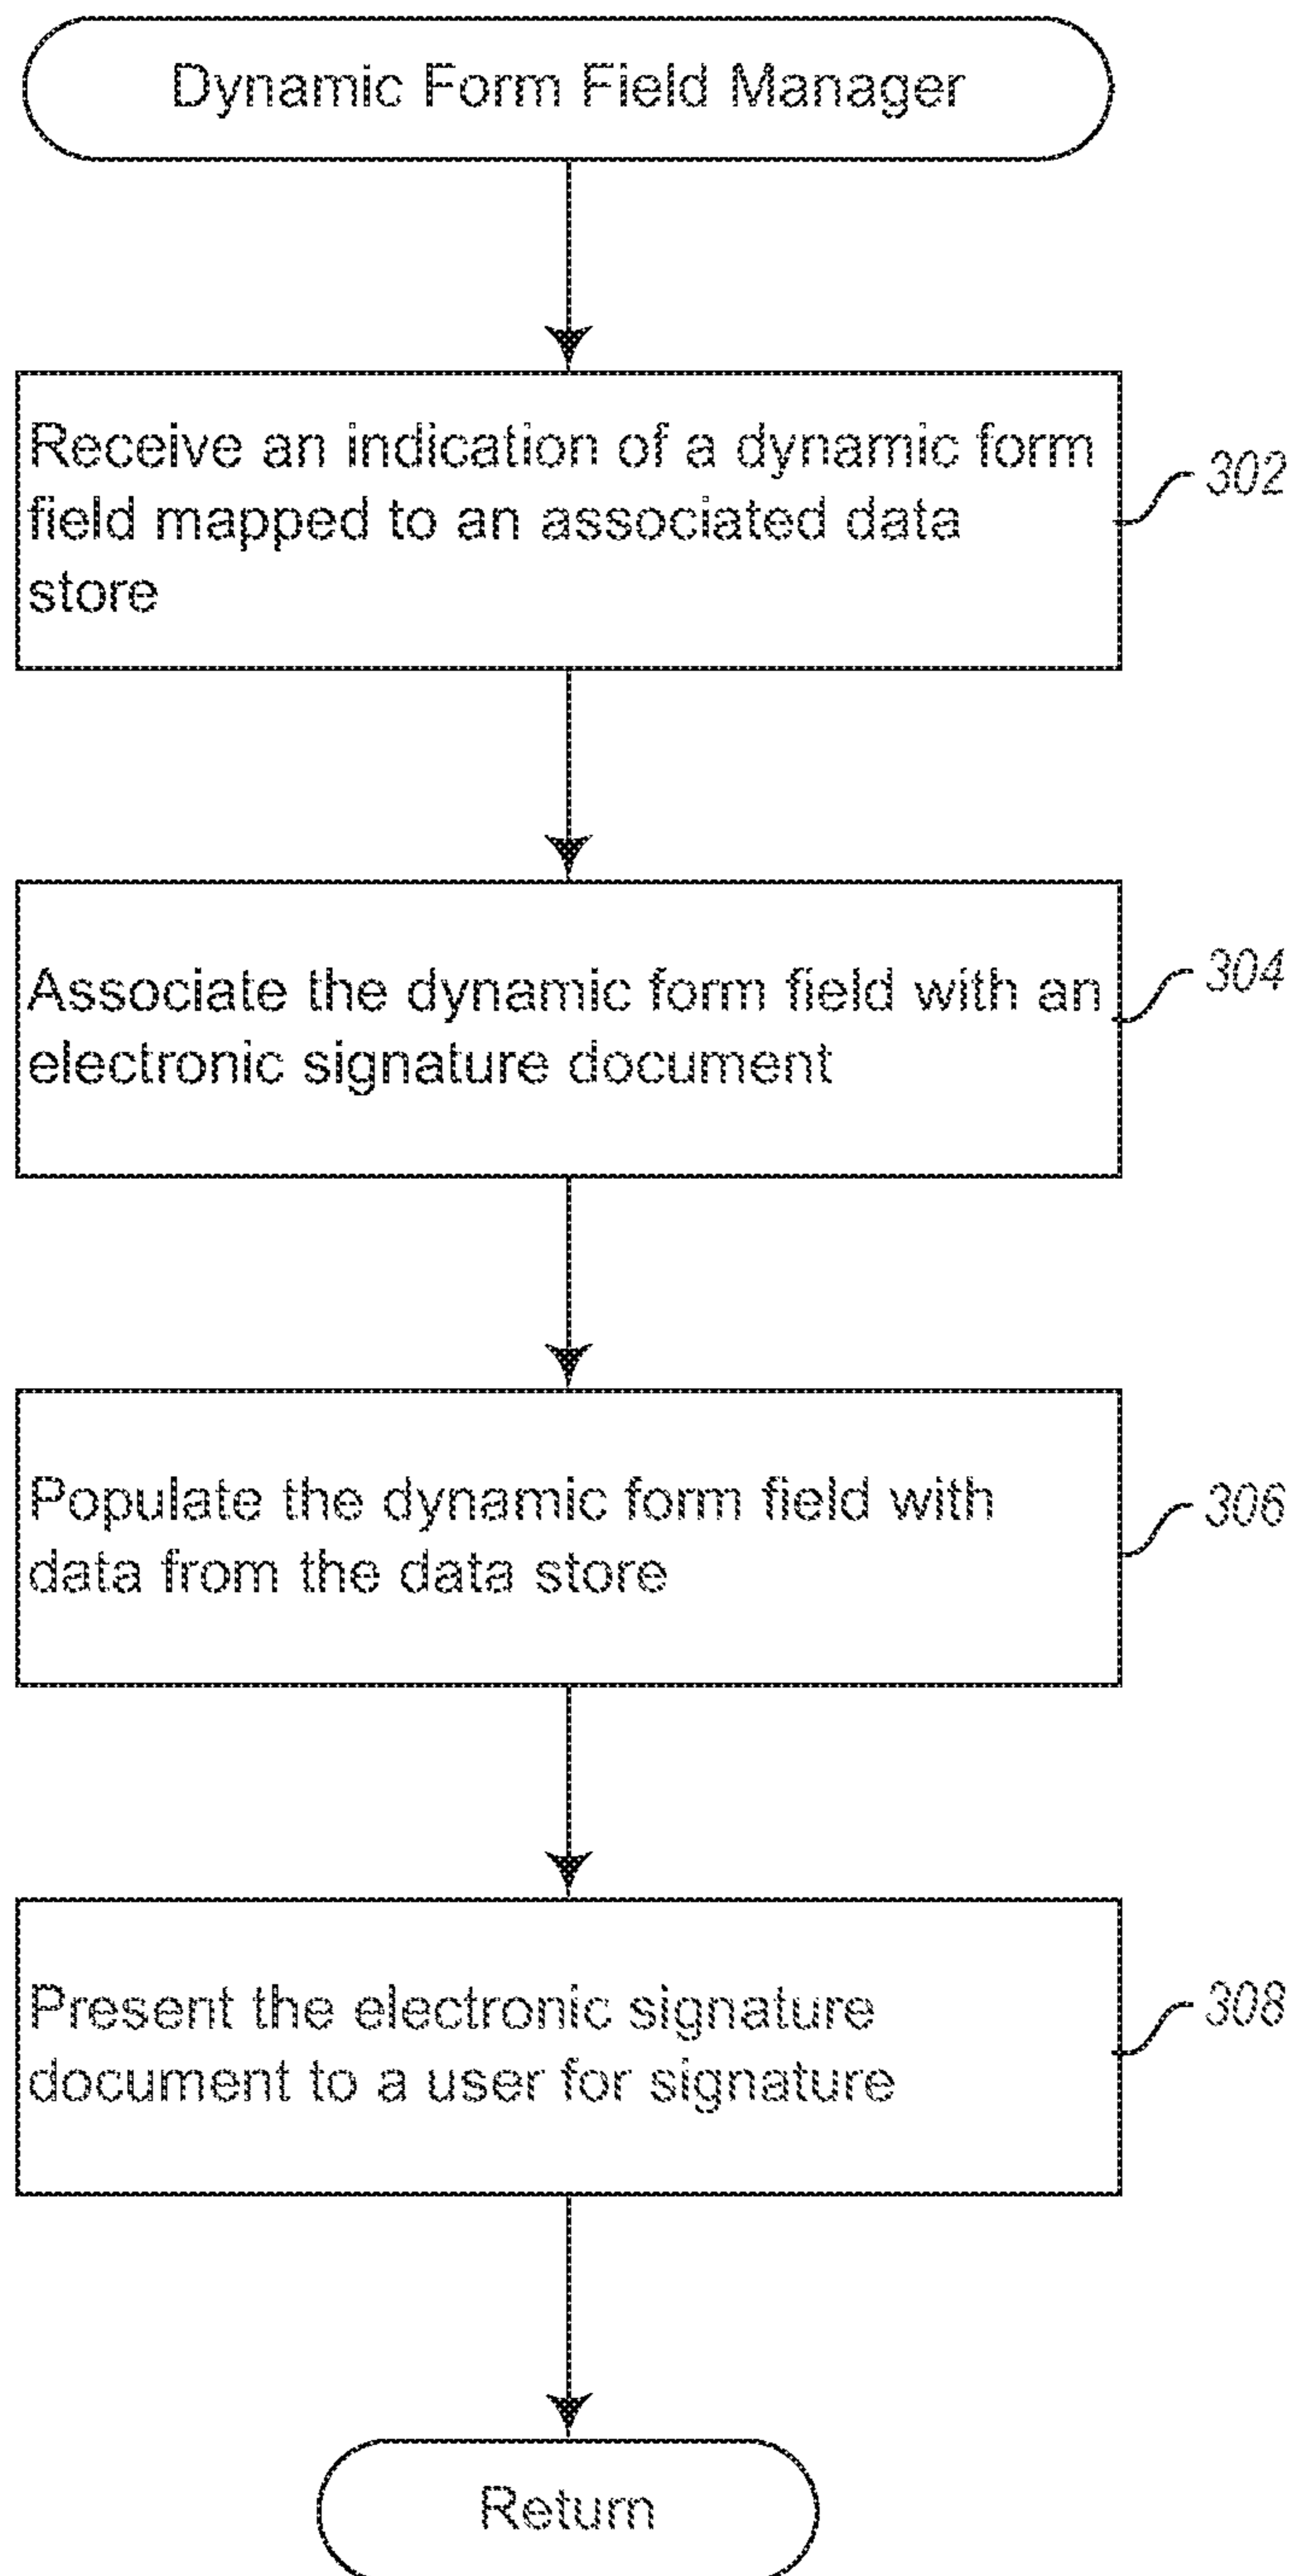 Dynamic Form Field Manager
Receive an indication of a dynamic form
field mapped to an associated data
store
302
Associate the dynamic form field with an
electronic signature document
304
Populate the dynamic form field with
data from the data store
306
Present the electronic signature
document to a user for signature
308
Return